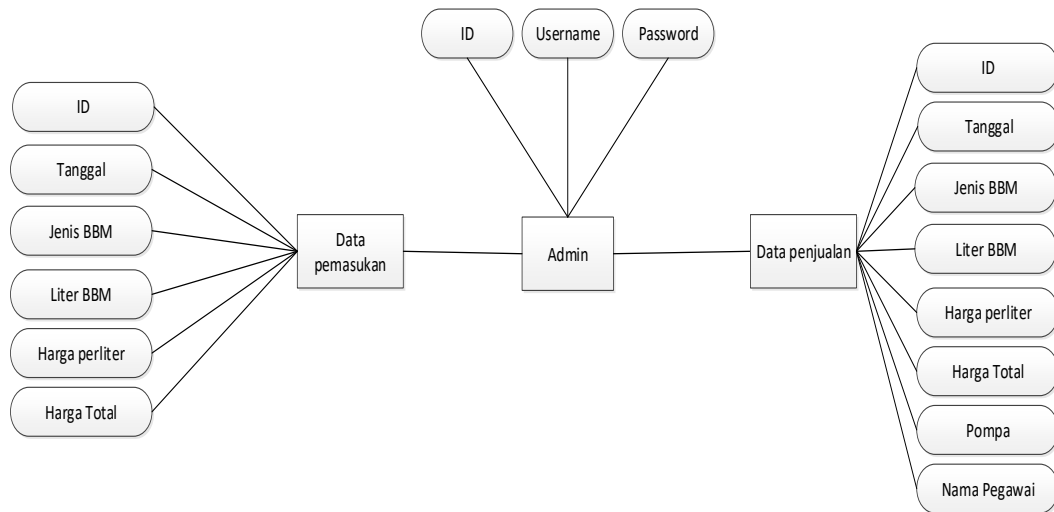 ID
Username
Password
ID
Tanggal
Jenis BBM
Liter BBM
Harga perliter
Harga Total
Data
pemasukan
Admin
Data penjualan
ID
Tanggal
Jenis BBM
Liter BBM
Harga perliter
Harga Total
Pompa
Nama Pegawai